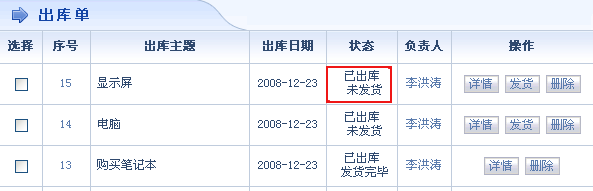 出库单
选择 序号 出库主题 出库日期 状态 负责人 操作
15 显示屏 2008-12-23 已出库 未发货 李洪涛 详情 发货 删除
14 电脑 2008-12-23 已出库 未发货 李洪涛 详情 发货 删除
13 购买笔记本 2008-12-23 已出库 发货完毕 李洪涛 详情 删除